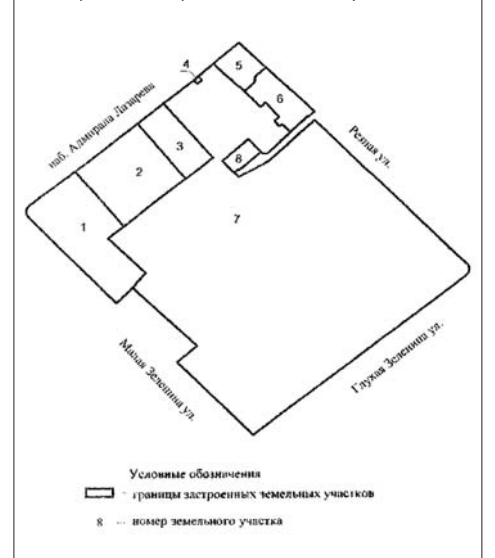 4
5
наб. Адмирала Лазарева
6
3
Резная ул.
2
8
1
7
Малая Зеленина ул.
Глухая Зеленина ул.
Условные обозначения
- границы застроенных земельных участков
8 --- номер земельного участка